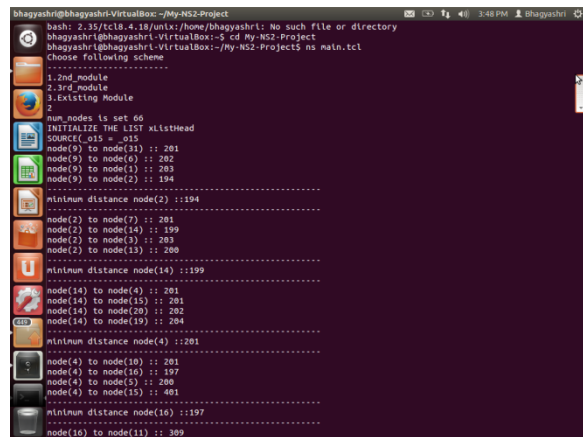 bhagyashri@bhagyashri-VirtualBox: ~/My-NS2-Project 3:48 PM Bhagyashri
bash: 2.35/tcl8.4.18/unix:/home/bhagyashri: No such file or directory
bhagyashri@bhagyashri-VirtualBox:~$ cd My-NS2-Project
bhagyashri@bhagyashri-VirtualBox:~/My-NS2-Project$ ns main.tcl
Choose following scheme
-----------------------
1.2nd_module
2.3rd_module
3.Existing Module
2
num_nodes is set 66
INITIALIZE THE LIST xListHead
SOURCE(_o15 = _o15
node(9) to node(31) :: 201
node(9) to node(6) :: 202
node(9) to node(1) :: 203
node(9) to node(2) :: 194
-----------------------------------------------------
minimum distance node(2) ::194
-----------------------------------------------------
node(2) to node(7) :: 201
node(2) to node(14) :: 199
node(2) to node(3) :: 203
node(2) to node(13) :: 200
-----------------------------------------------------
minimum distance node(14) ::199
-----------------------------------------------------
node(14) to node(4) :: 201
node(14) to node(15) :: 201
node(14) to node(20) :: 202
node(14) to node(19) :: 204
-----------------------------------------------------
minimum distance node(4) ::201
-----------------------------------------------------
node(4) to node(10) :: 201
node(4) to node(16) :: 197
node(4) to node(5) :: 200
node(4) to node(15) :: 401
-----------------------------------------------------
minimum distance node(16) ::197
-----------------------------------------------------
node(16) to node(11) :: 309